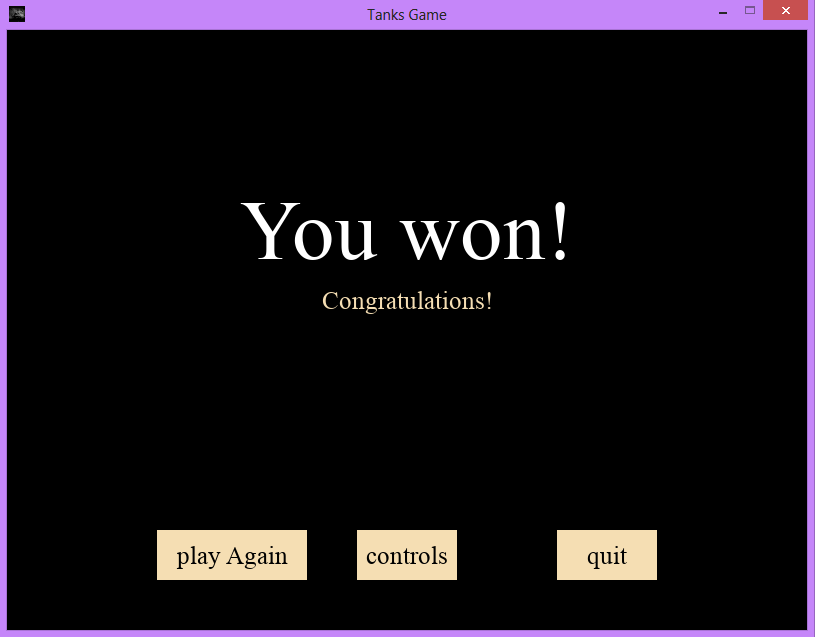 Tanks Game
You won!
Congratulations!
play Again controls quit